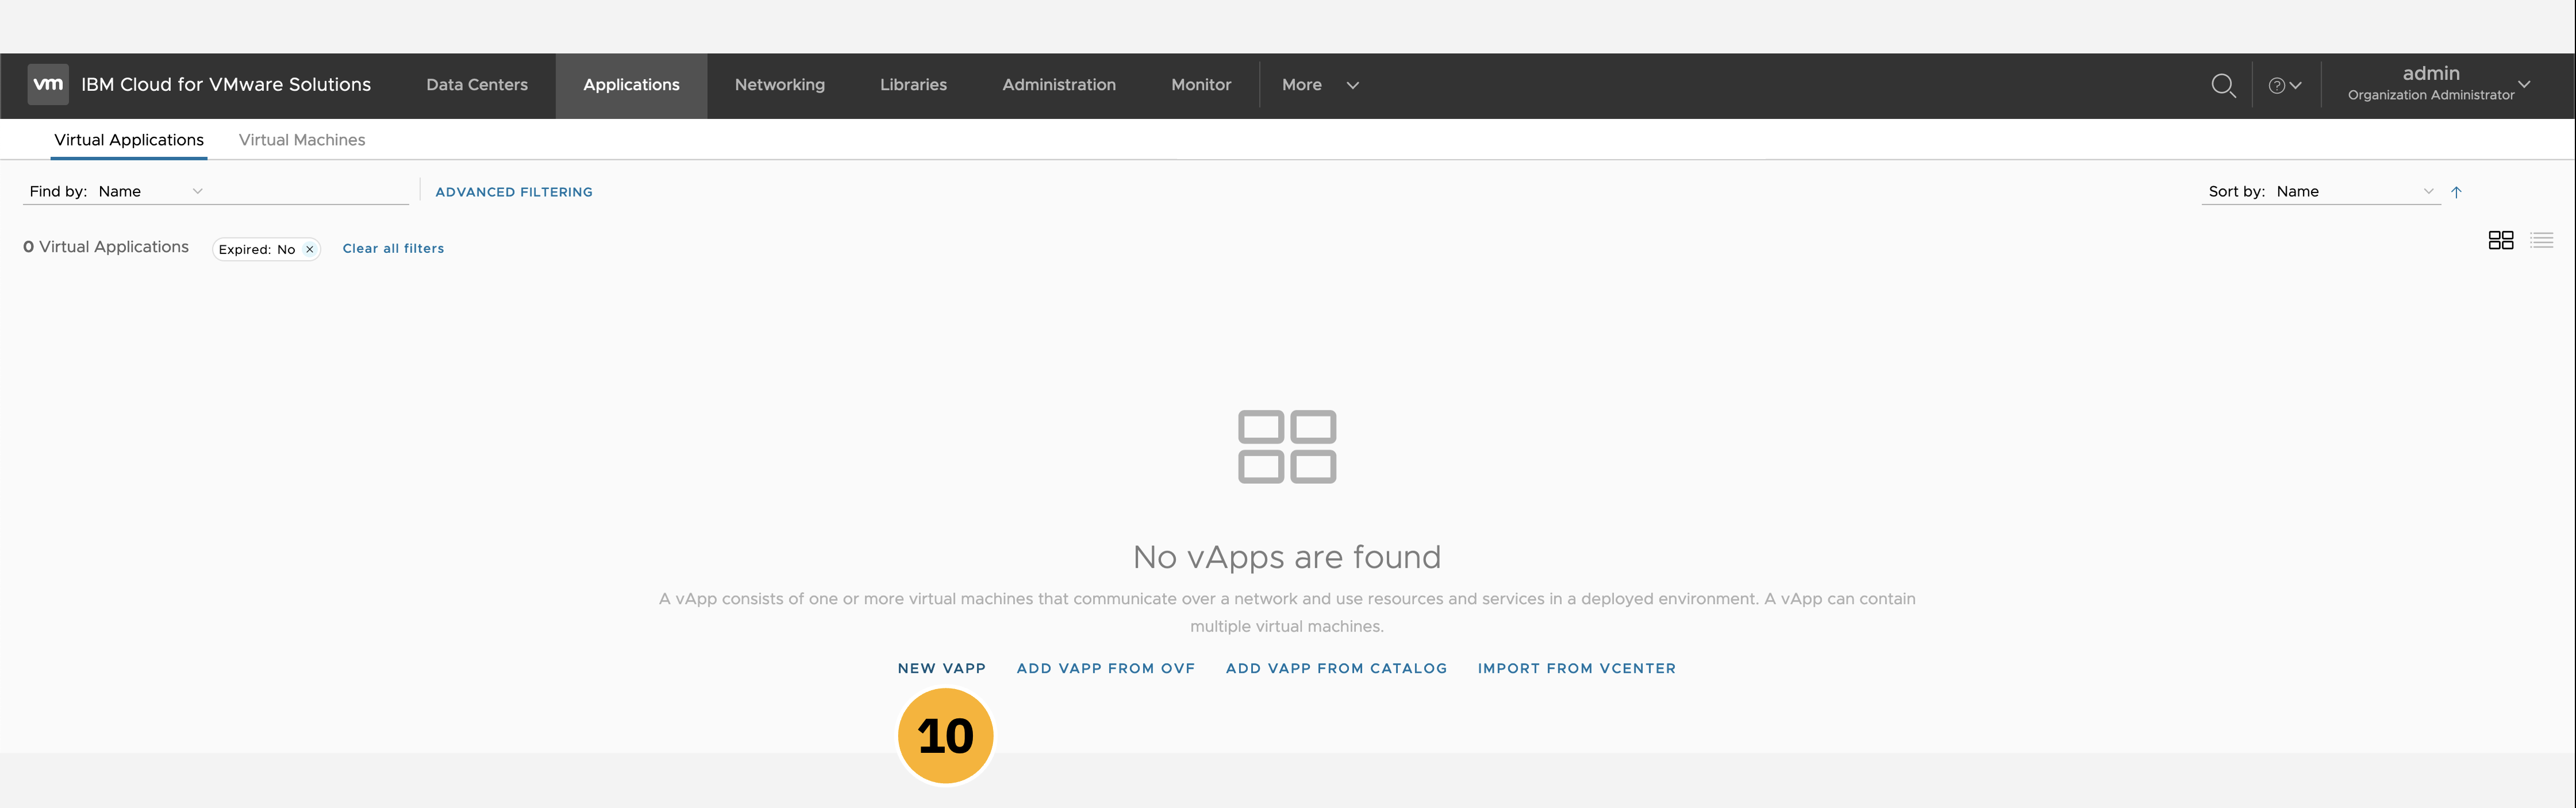 vm IBM Cloud for VMware Solutions Data Centers Applications Networking Libraries Administration Monitor More ? admin
Organization Administrator
Virtual Applications Virtual Machines
Find by: Name ADVANCED FILTERING Sort by: Name
0 Virtual Applications Expired: No × Clear all filters
No vApps are found
A vApp consists of one or more virtual machines that communicate over a network and use resources and services in a deployed environment. A vApp can contain
multiple virtual machines.
NEW VAPP ADD VAPP FROM OVF ADD VAPP FROM CATALOG IMPORT FROM VCENTER
10